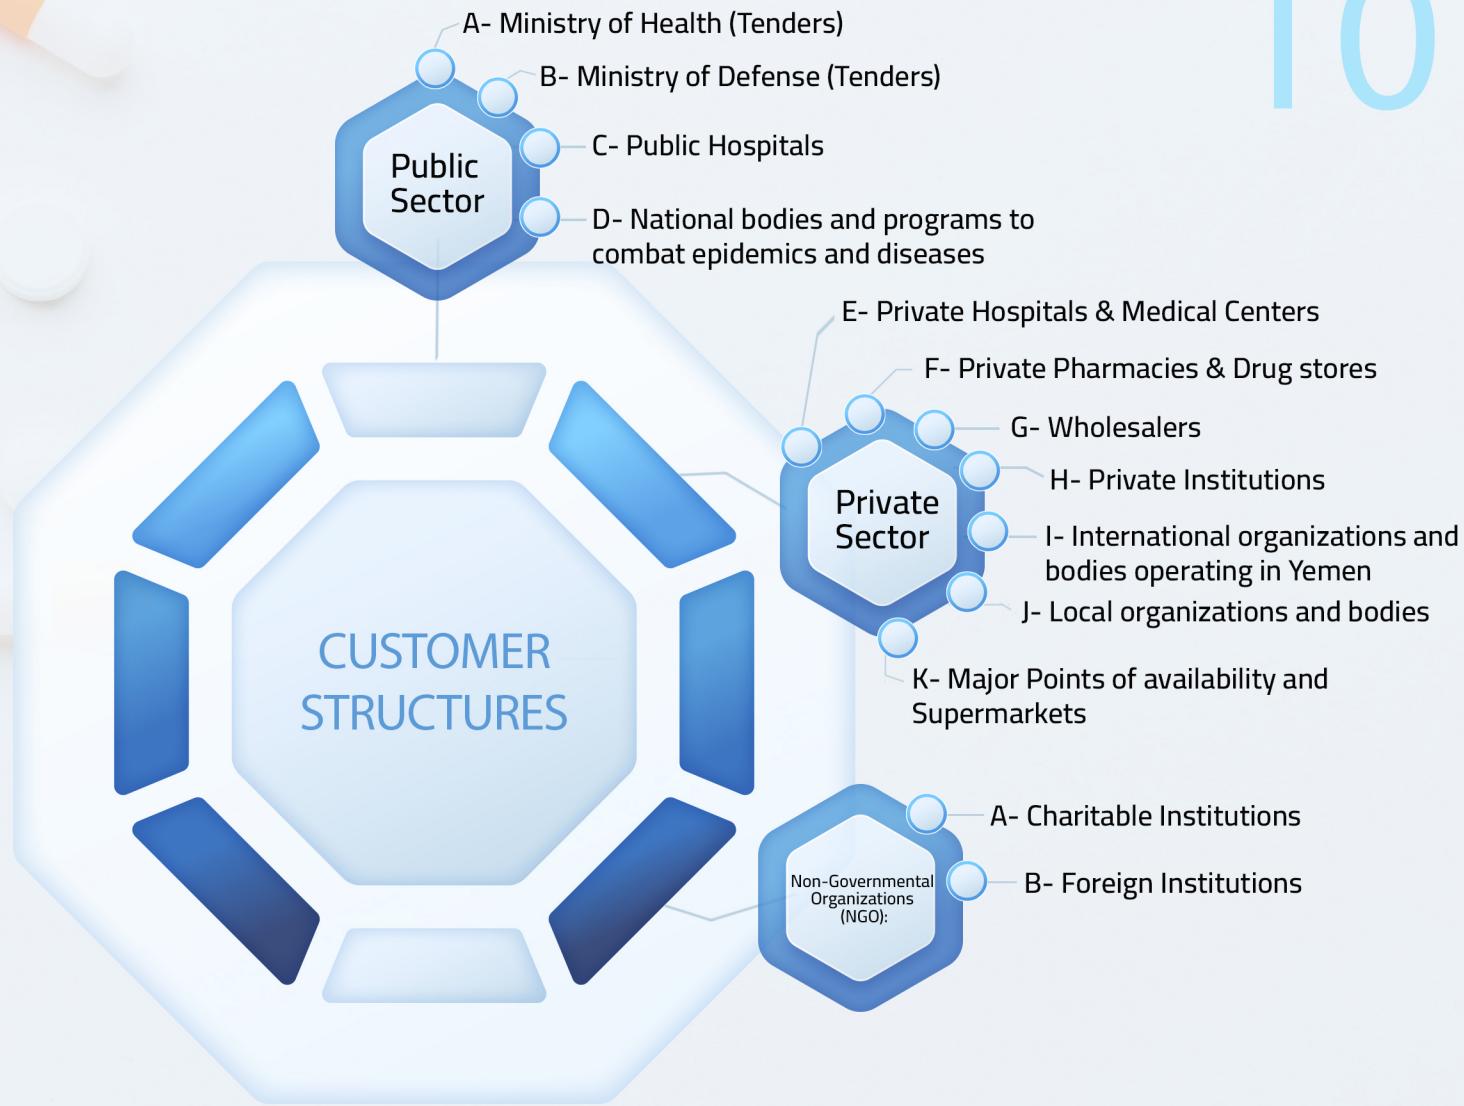 10
A- Ministry of Health (Tenders)
B- Ministry of Defense (Tenders)
Public
Sector
C- Public Hospitals
D- National bodies and programs to
combat epidemics and diseases
E- Private Hospitals & Medical Centers
F- Private Pharmacies & Drug stores
G- Wholesalers
Private
Sector
H- Private Institutions
I- International organizations and
bodies operating in Yemen
J- Local organizations and bodies
K- Major Points of availability and
Supermarkets
CUSTOMER
STRUCTURES
Non-Governmental
Organizations
(NGO):
A- Charitable Institutions
B- Foreign Institutions